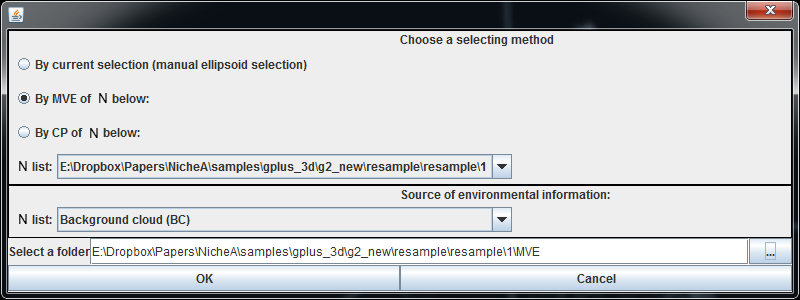 Choose a selecting method
By current selection (manual ellipsoid selection)
By MVE of N below:
By CP of N below:
N list: E:\Dropbox\Papers\NicheA\samples\gplus_3d\g2_new\resample\resample\1
Source of environmental information:
N list: Background cloud (BC)
Select a folder E:\Dropbox\Papers\NicheA\samples\gplus_3d\g2_new\resample\resample\1\MVE ...
OK Cancel